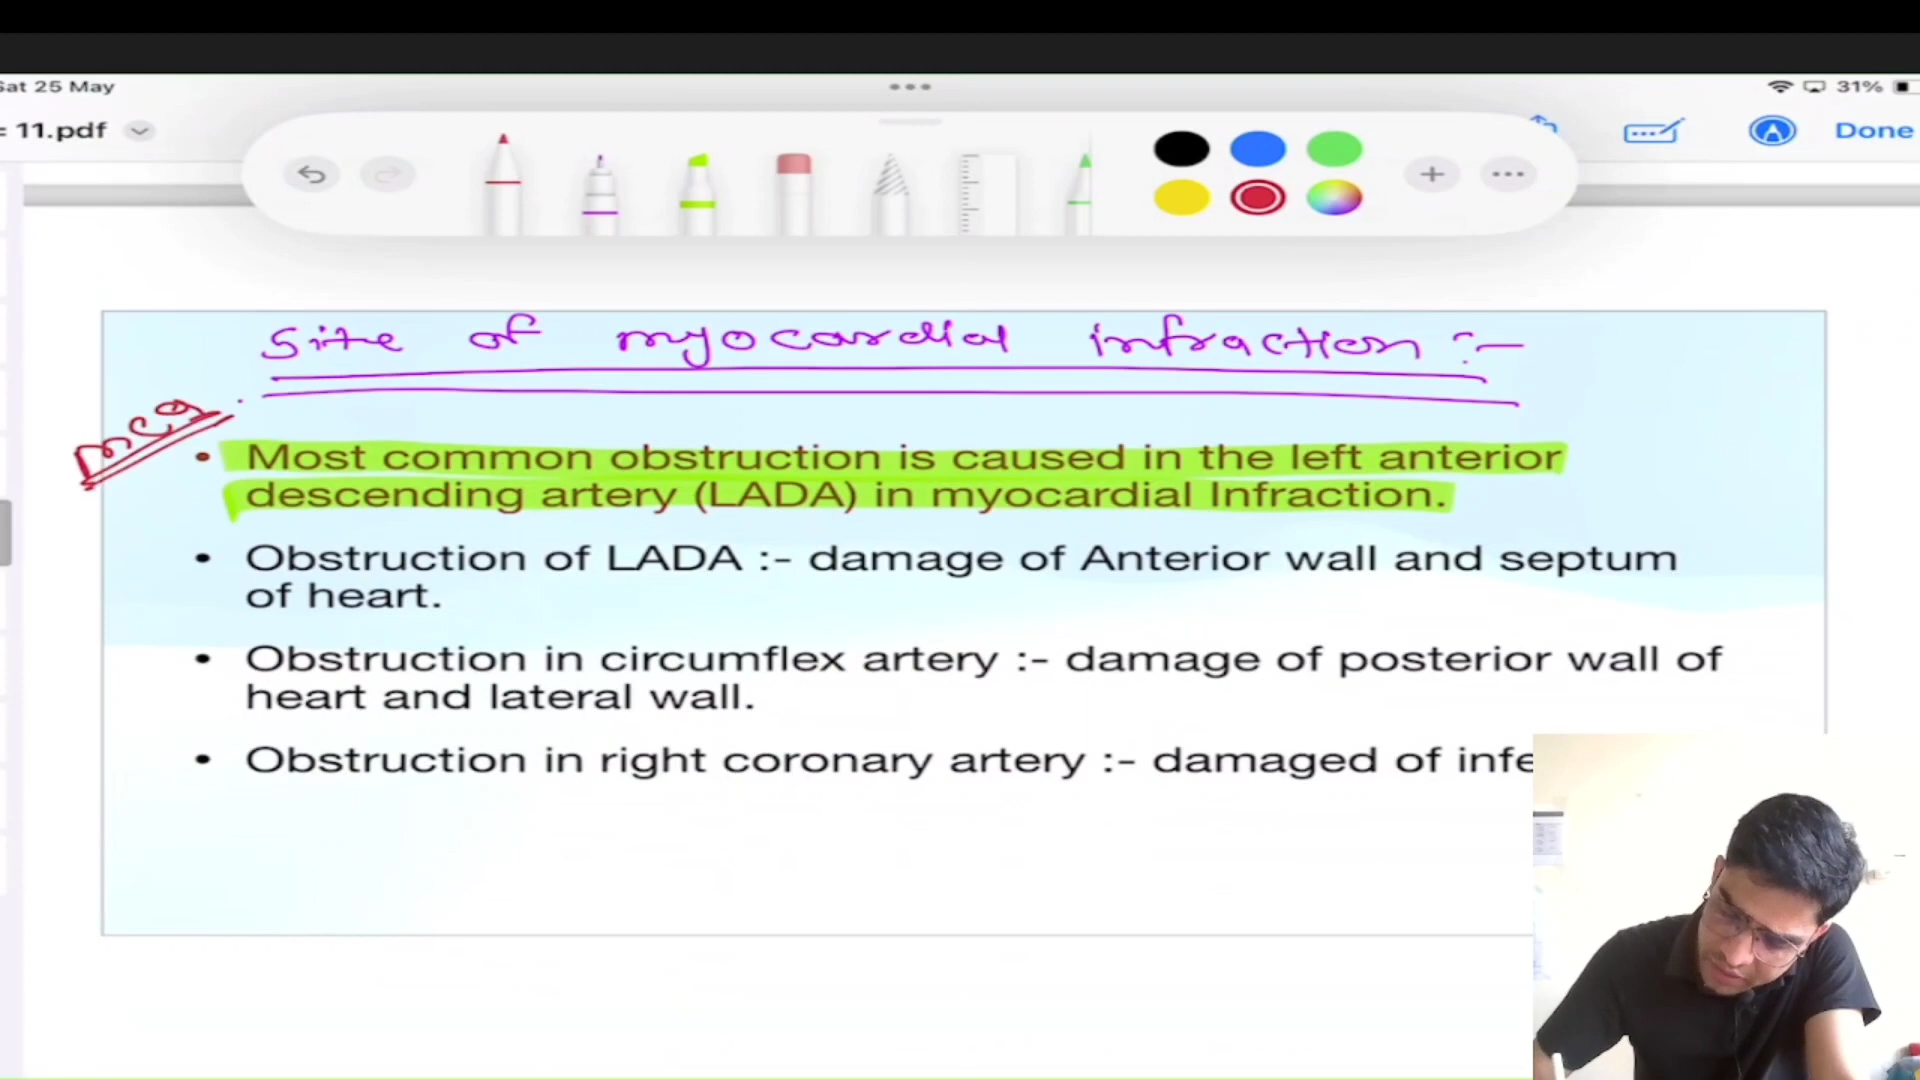 Sat 25 May
31%
= 11.pdf
Done
Site of myocardial infraction :-
MCQ
• Most common obstruction is caused in the left anterior
descending artery (LADA) in myocardial Infraction.
• Obstruction of LADA :- damage of Anterior wall and septum
of heart.
• Obstruction in circumflex artery :- damage of posterior wall of
heart and lateral wall.
• Obstruction in right coronary artery :- damaged of infe